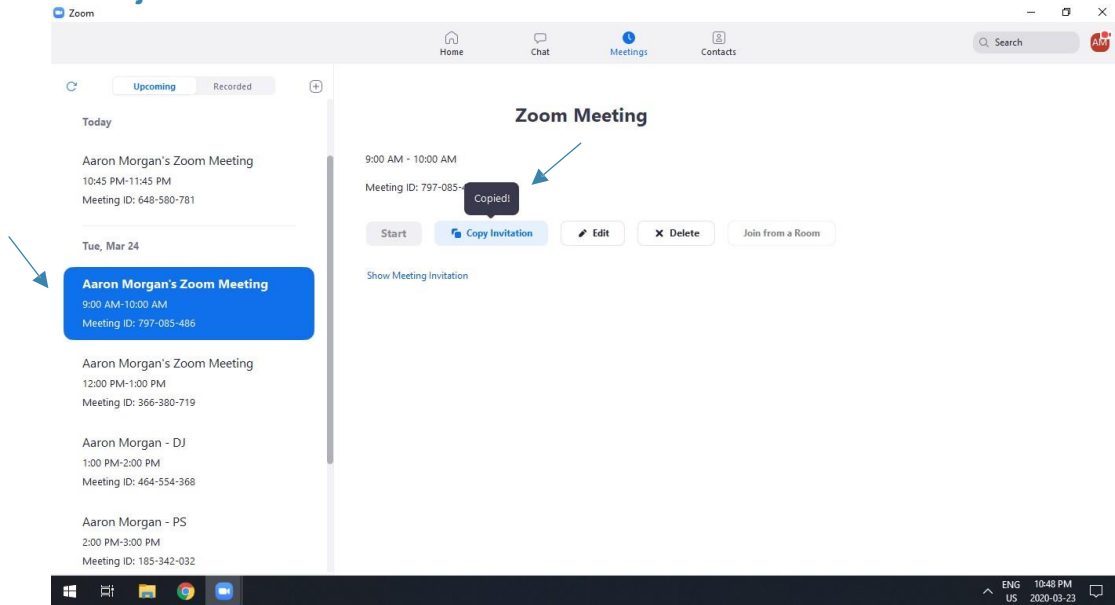 Zoom
Home
Chat
Meetings
Contacts
Search
AM
Upcoming
Recorded
Today
Aaron Morgan's Zoom Meeting
10:45 PM-11:45 PM
Meeting ID: 648-580-781
Tue, Mar 24
Aaron Morgan's Zoom Meeting
9:00 AM-10:00 AM
Meeting ID: 797-085-486
Aaron Morgan's Zoom Meeting
12:00 PM-1:00 PM
Meeting ID: 366-380-719
Aaron Morgan - DJ
1:00 PM-2:00 PM
Meeting ID: 464-554-368
Aaron Morgan - PS
2:00 PM-3:00 PM
Meeting ID: 185-342-032
Zoom Meeting
9:00 AM - 10:00 AM
Meeting ID: 797-085-
Copied!
Start
Copy Invitation
Edit
Delete
Join from a Room
Show Meeting Invitation
ENG
US
10:48 PM
2020-03-23